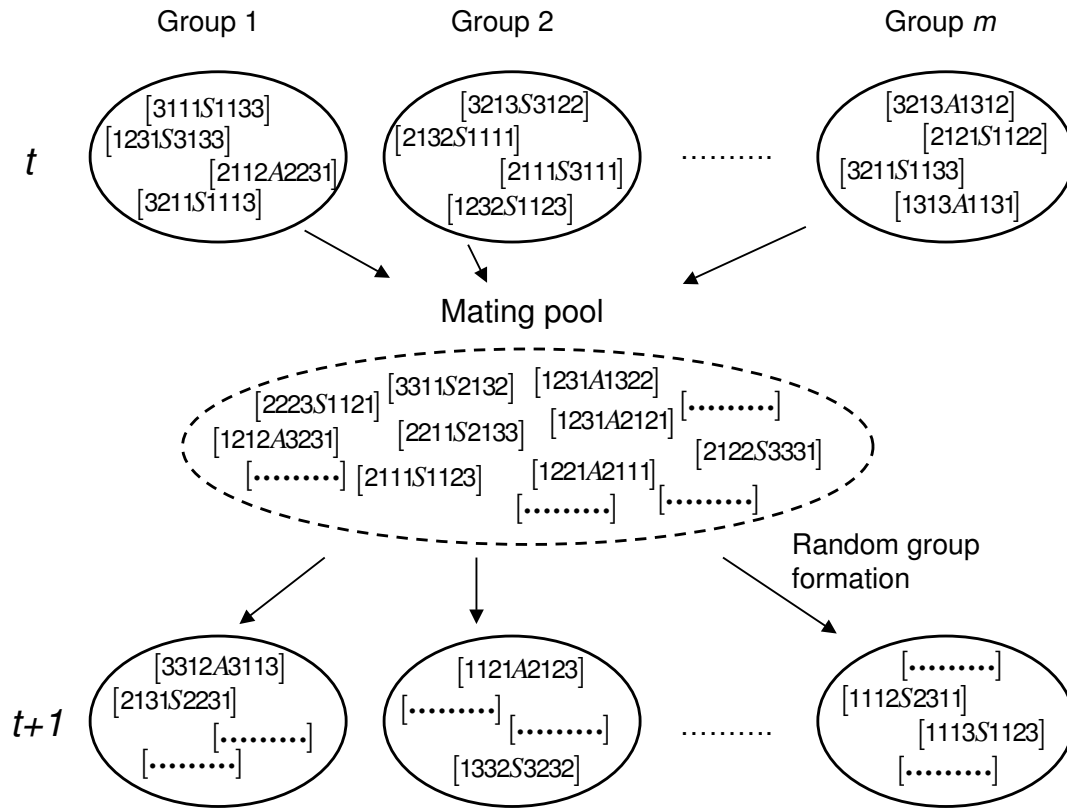 Group 1 Group 2 Group m
[3111S1133] [3213S3122] [3213A1312]
[1231S3133] [2132S1111] [2121S1122]
t [2112A2231] [2111S3111] .......... [3211S1133]
[3211S1113] [1232S1123] [1313A1131]
Mating pool
[3311S2132] [1231A1322]
[2223S1121] [1231A2121] [.........]
[1212A3231] [2211S2133] [2122S3331]
[.........] [2111S1123] [1221A2111] [.........]
[.........]
Random group
formation
[3312A3113] [1121A2123] [.........]
[2131S2231] [.........] [1112S2311]
t+1 [.........] [.........] .......... [1113S1123]
[.........] [1332S3232] [.........]